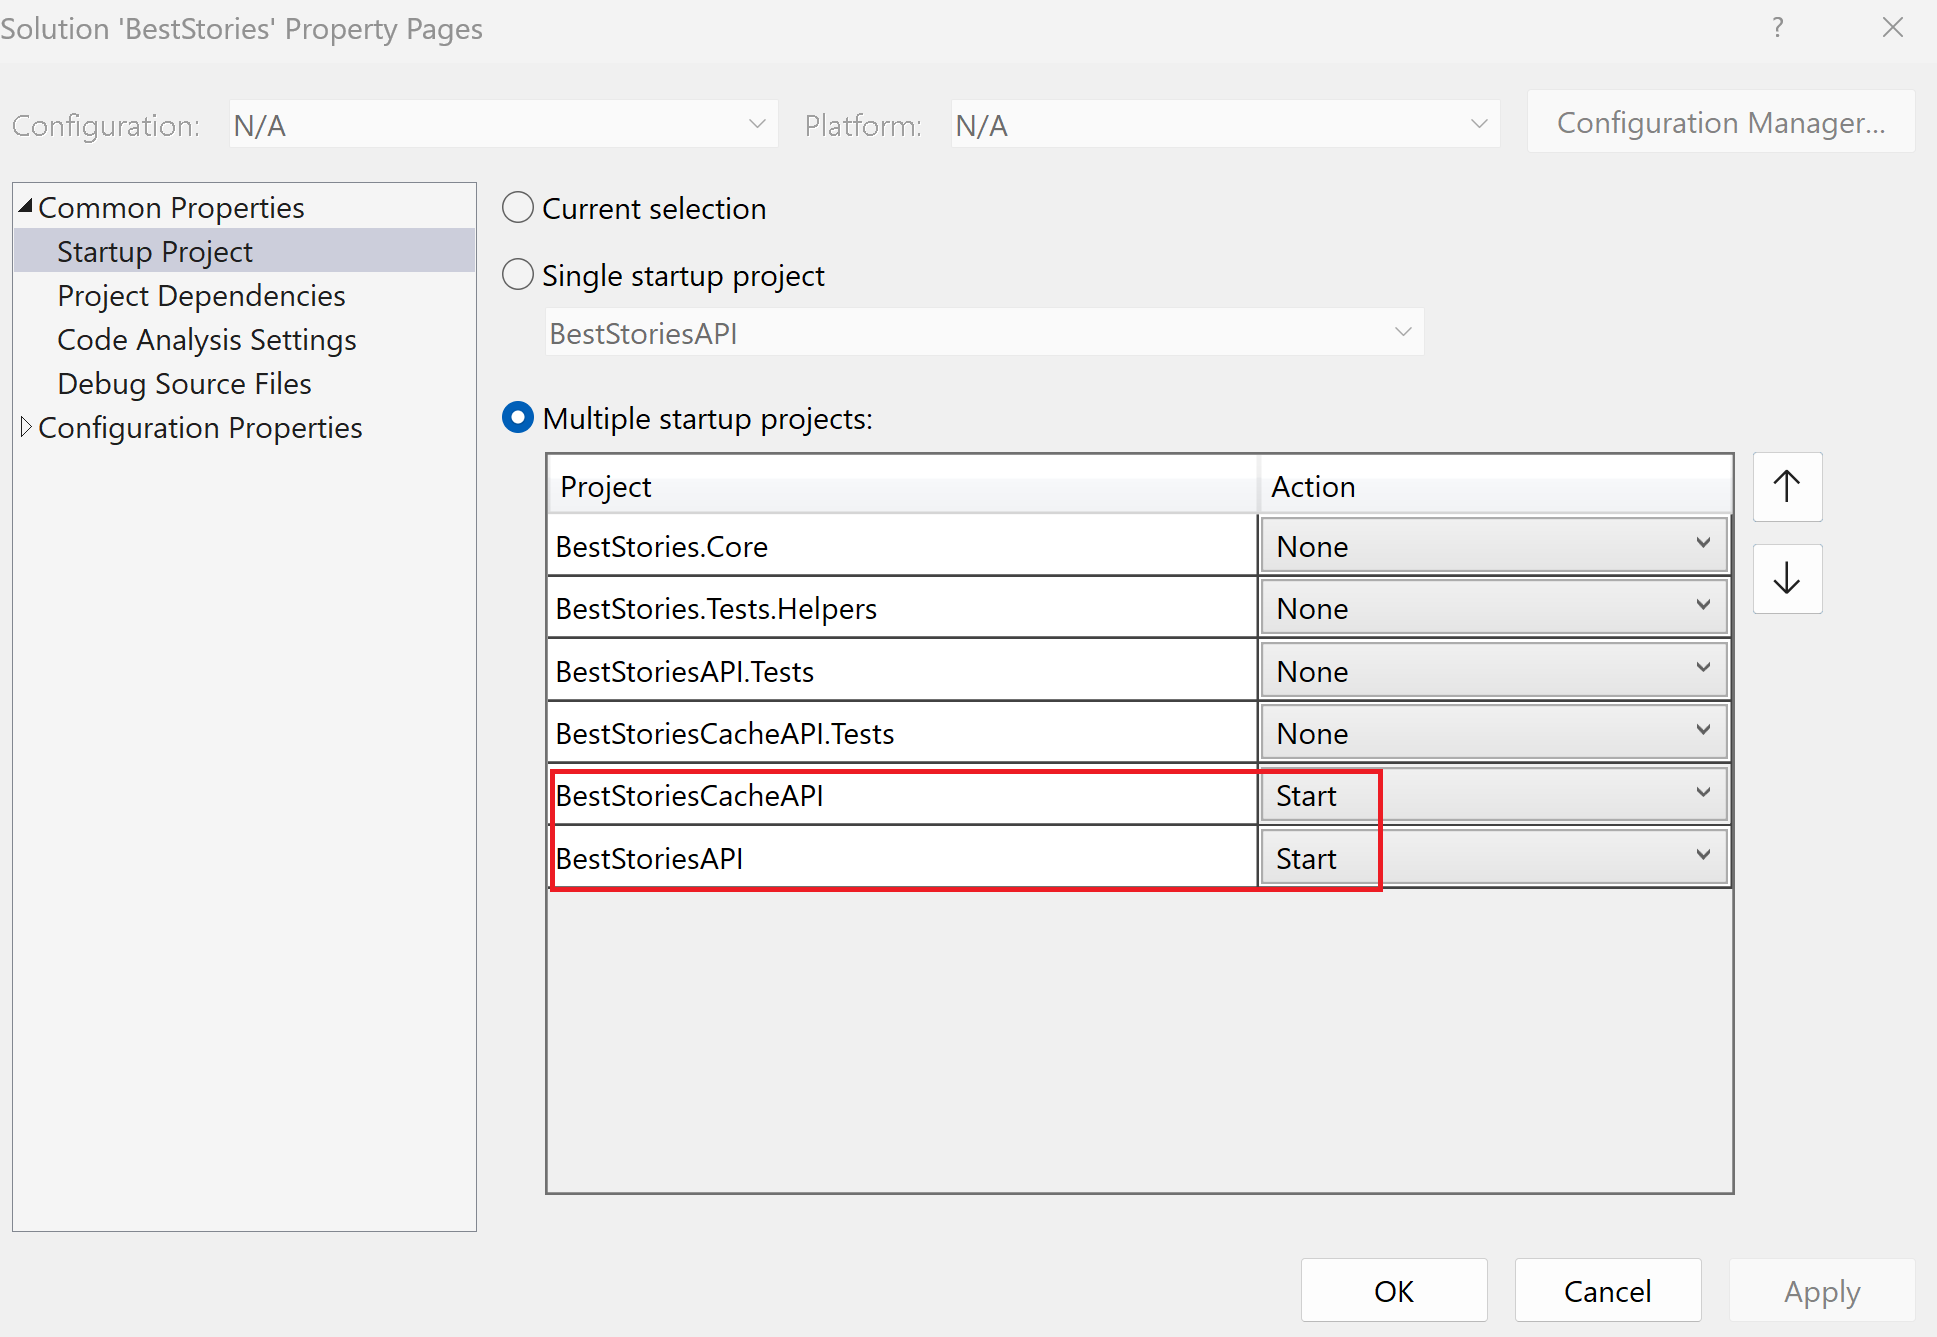 Solution 'BestStories' Property Pages ?
Configuration: N/A Platform: N/A Configuration Manager...
Common Properties
Startup Project
Project Dependencies
Code Analysis Settings
Debug Source Files
Configuration Properties
Current selection
Single startup project
BestStoriesAPI
Multiple startup projects:
Project Action
BestStories.Core None
BestStories.Tests.Helpers None
BestStoriesAPI.Tests None
BestStoriesCacheAPI.Tests None
BestStoriesCacheAPI Start
BestStoriesAPI Start
OK Cancel Apply